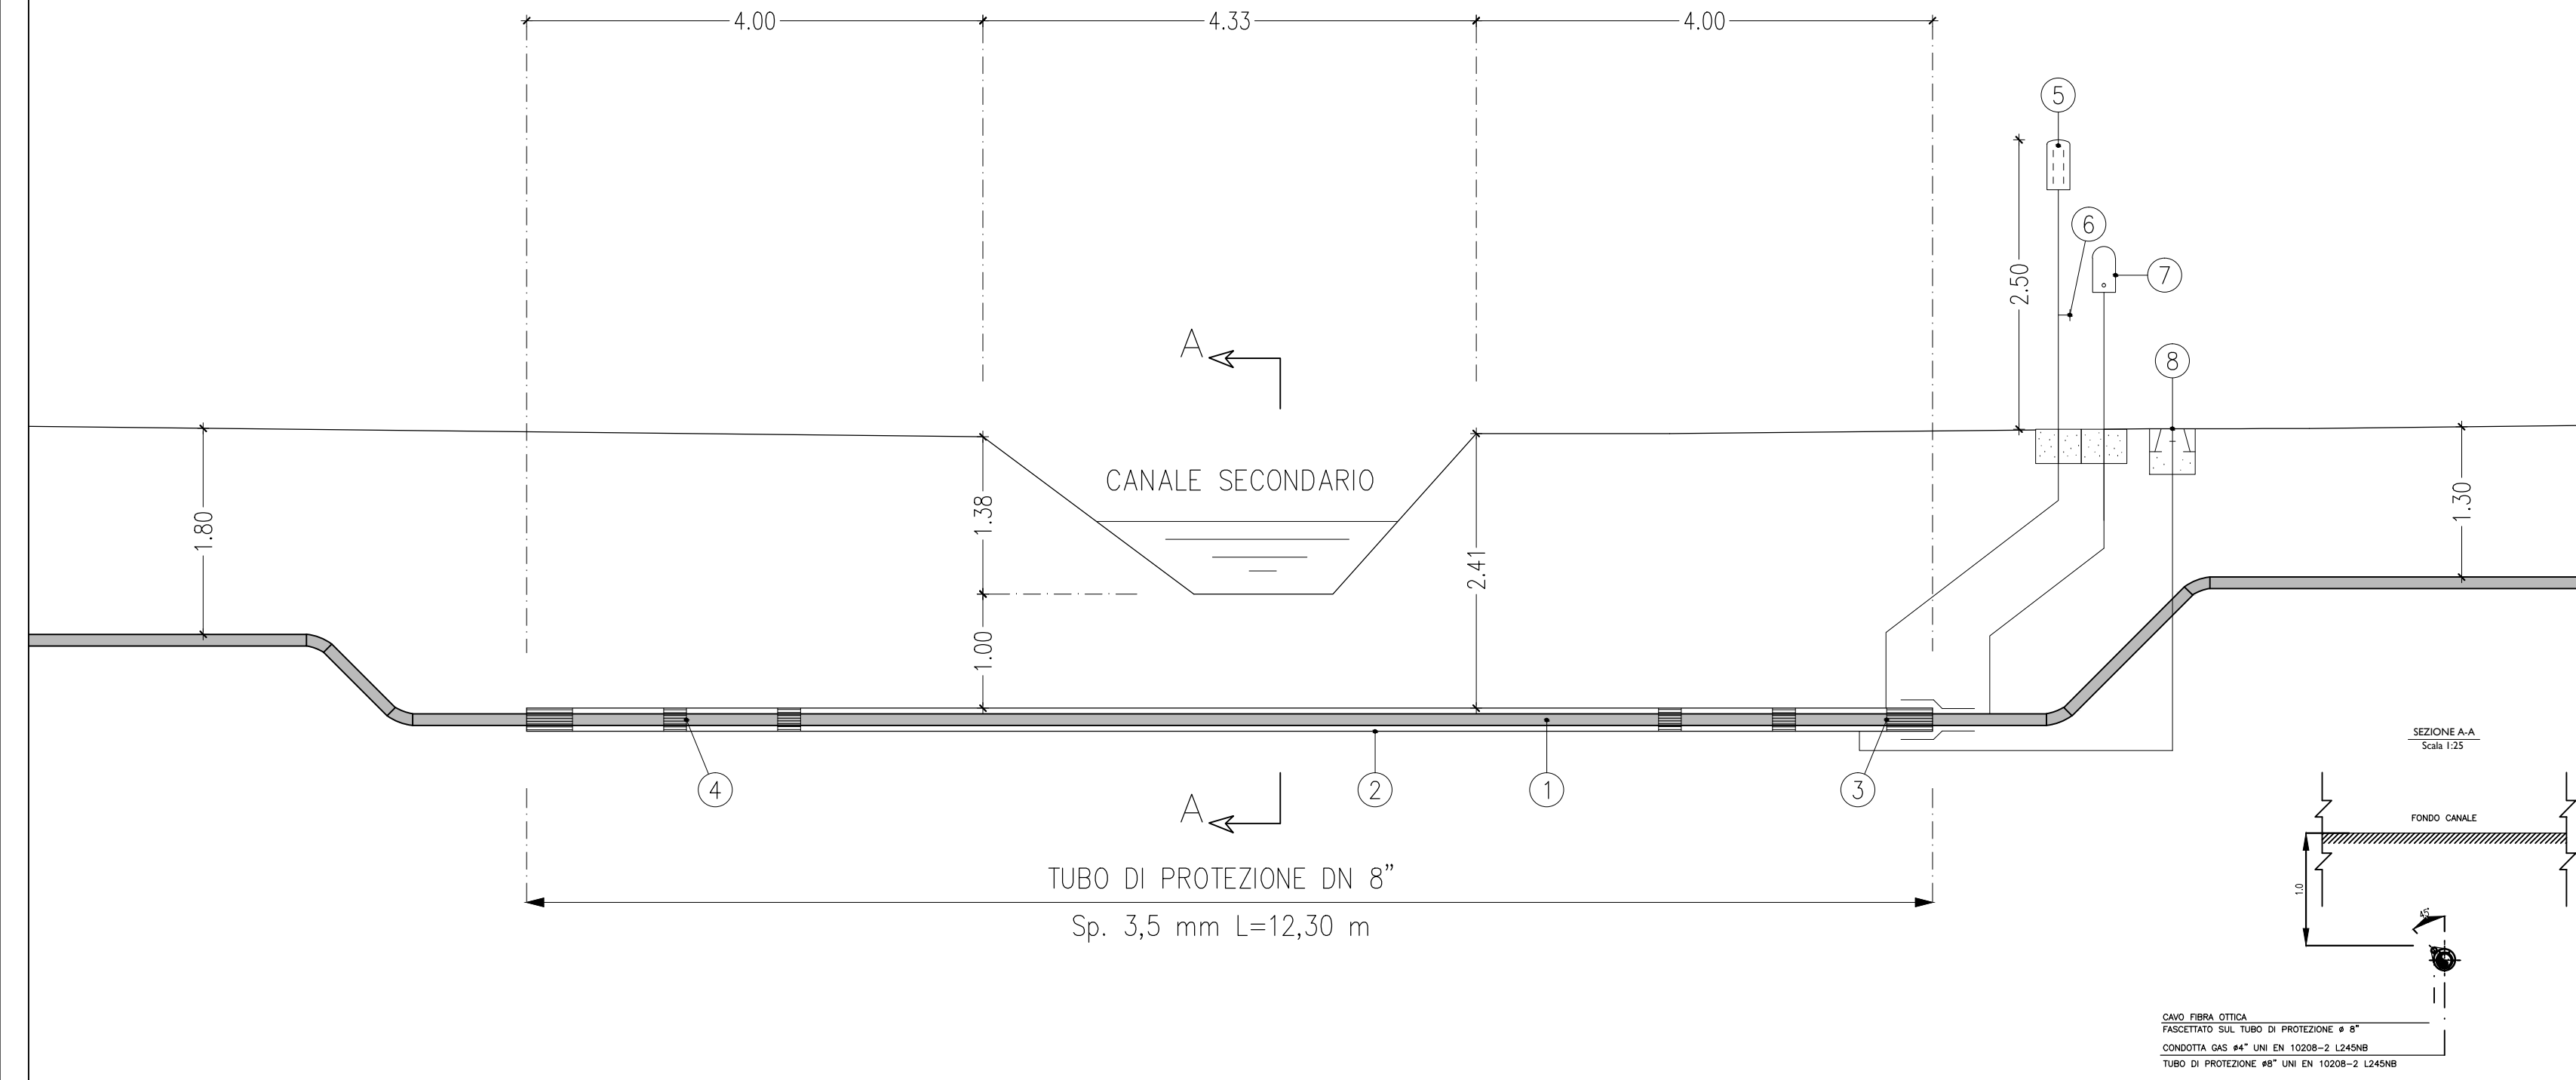 4.00
4.33
4.00
5
6
2.50
7
A
8
CANALE SECONDARIO
1.80
1.38
2.41
1.30
1.00
4
2
1
3
A
SEZIONE A-A
Scala 1:25
FONDO CANALE
TUBO DI PROTEZIONE DN 8"
Sp. 3,5 mm L=12,30 m
1.0
45°
CAVO FIBRA OTTICA
FASCETTATO SUL TUBO DI PROTEZIONE ø 8"
CONDOTTA GAS ø4" UNI EN 10208-2 L245NB
TUBO DI PROTEZIONE ø8" UNI EN 10208-2 L245NB